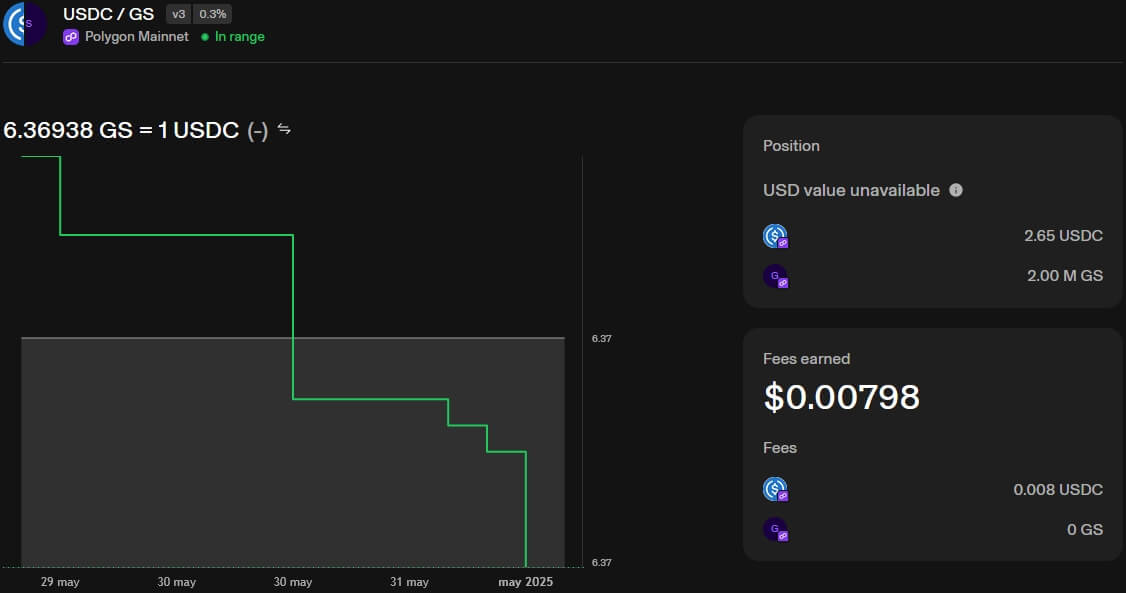 USDC / GS v3 0.3%
Polygon Mainnet In range
6.36938 GS = 1 USDC (-)
6.37
6.37
29 may 30 may 30 may 31 may may 2025
Position
USD value unavailable
2.65 USDC
G
2.00 M GS
Fees earned
$0.00798
Fees
0.008 USDC
G
0 GS